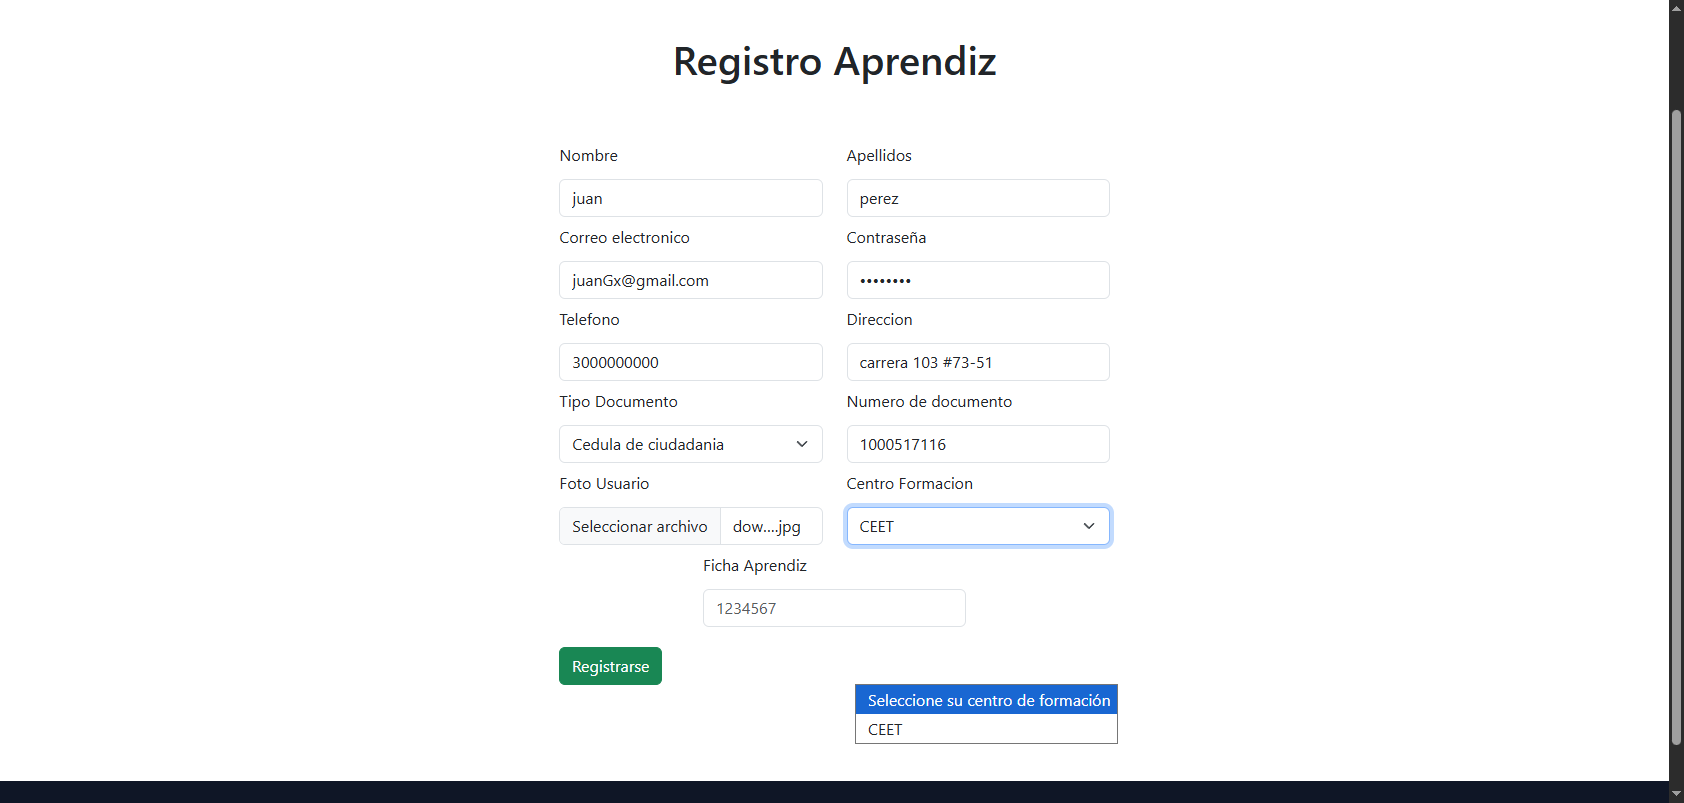 Registro Aprendiz
Nombre
Apellidos
juan
perez
Correo electronico
Contraseña
juanGx@gmail.com
••••••••
Telefono
Direccion
3000000000
carrera 103 #73-51
Tipo Documento
Numero de documento
Cedula de ciudadania
1000517116
Foto Usuario
Centro Formacion
Seleccionar archivo dow....jpg
CEET
Ficha Aprendiz
1234567
Registrarse
Seleccione su centro de formación
CEET